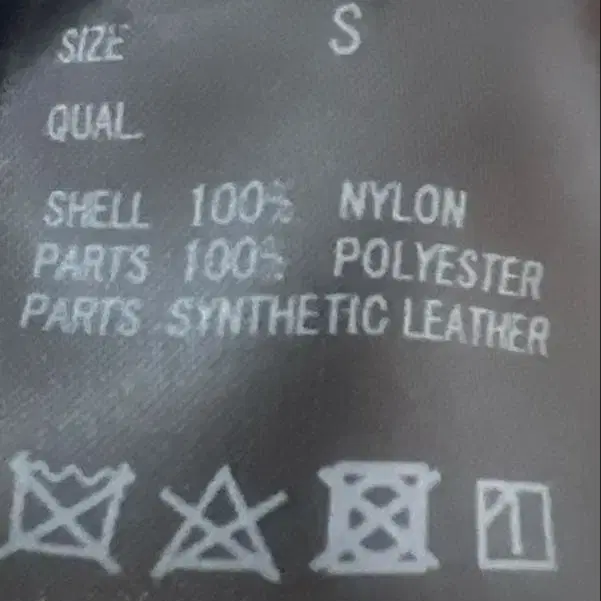 SIZE S
QUAL.
SHELL 100% NYLON
PARTS 100% POLYESTER
PARTS SYNTHETIC LEATHER